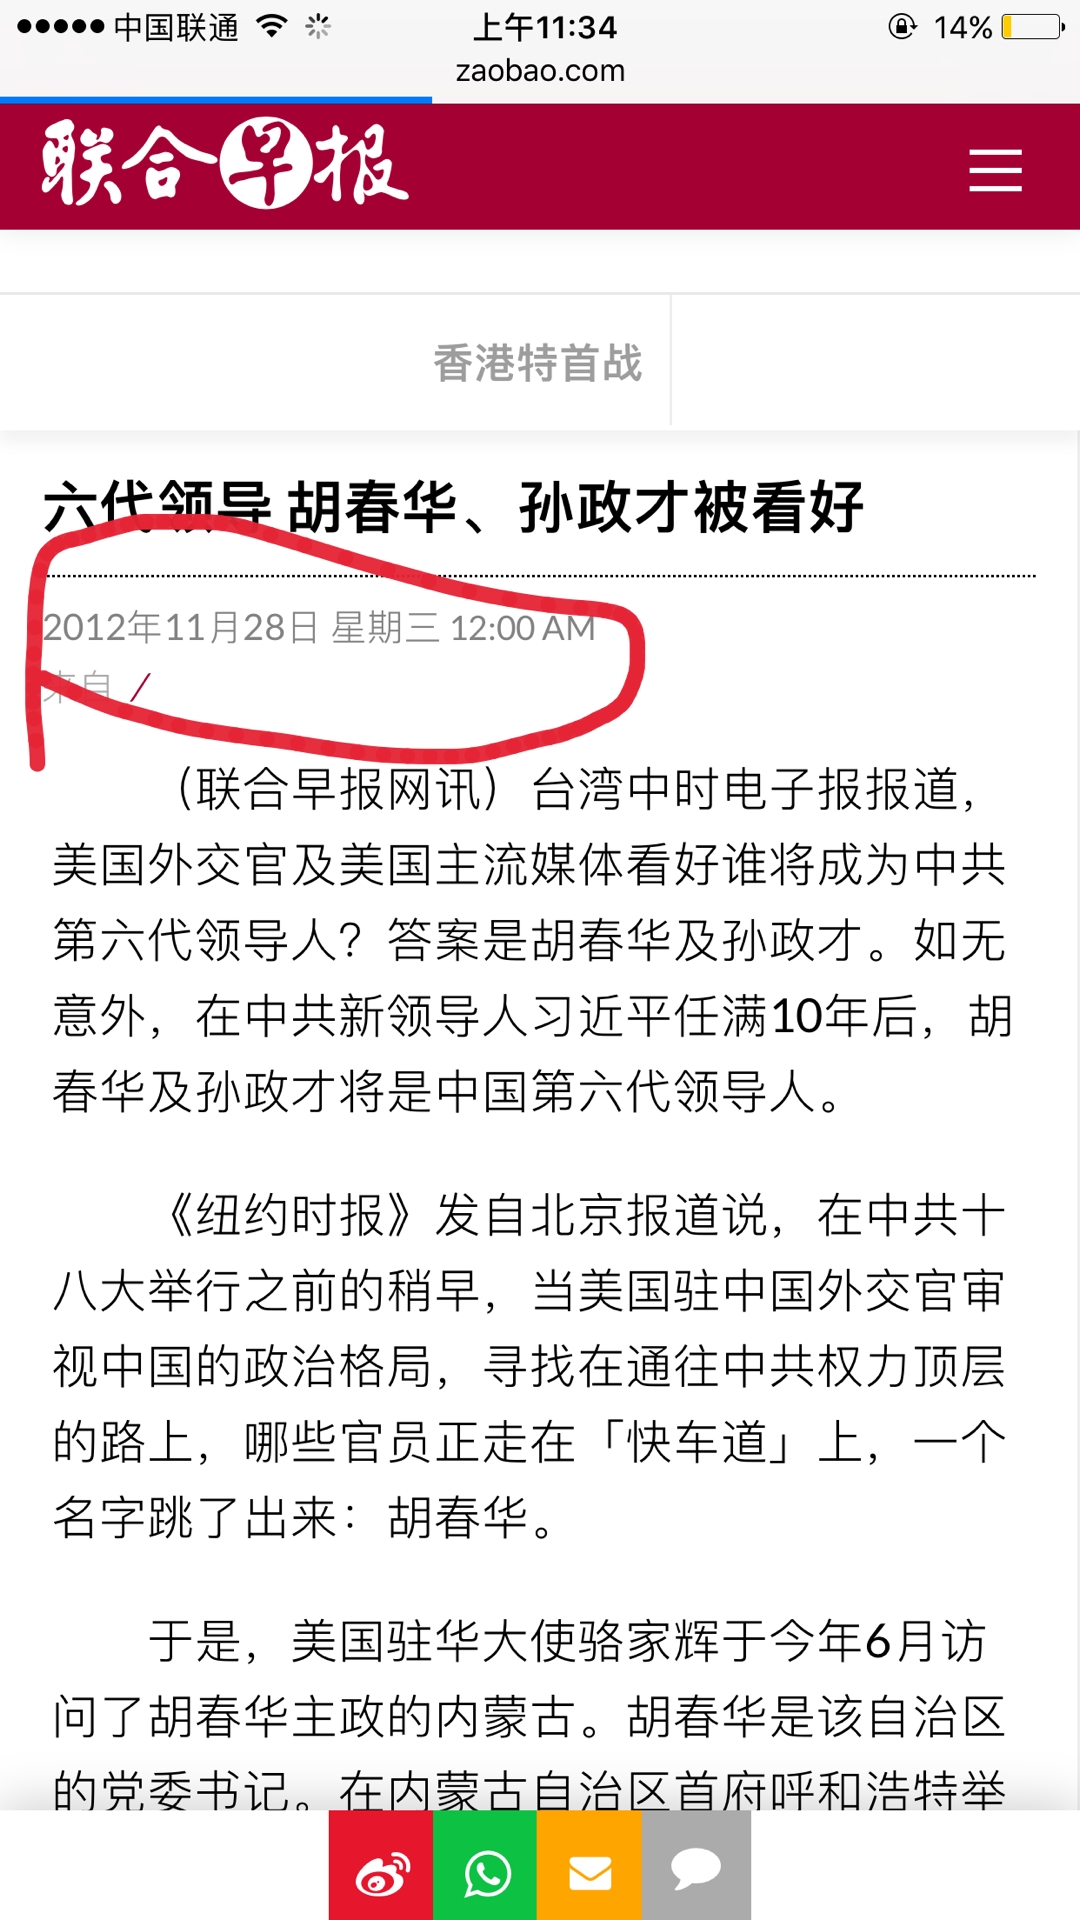 中国联通 上午11:34 14%
zaobao.com
联合早报
香港特首战
六代领导 胡春华、孙政才被看好
2012年11月28日 星期三 12:00 AM
来自 /
（联合早报网讯）台湾中时电子报报道，
美国外交官及美国主流媒体看好谁将成为中共
第六代领导人？答案是胡春华及孙政才。如无
意外，在中共新领导人习近平任满10年后，胡
春华及孙政才将是中国第六代领导人。
《纽约时报》发自北京报道说，在中共十
八大举行之前的稍早，当美国驻中国外交官审
视中国的政治格局，寻找在通往中共权力顶层
的路上，哪些官员正走在「快车道」上，一个
名字跳了出来：胡春华。
于是，美国驻华大使骆家辉于今年6月访
问了胡春华主政的内蒙古。胡春华是该自治区
的党委书记。在内蒙古自治区首府呼和浩特举